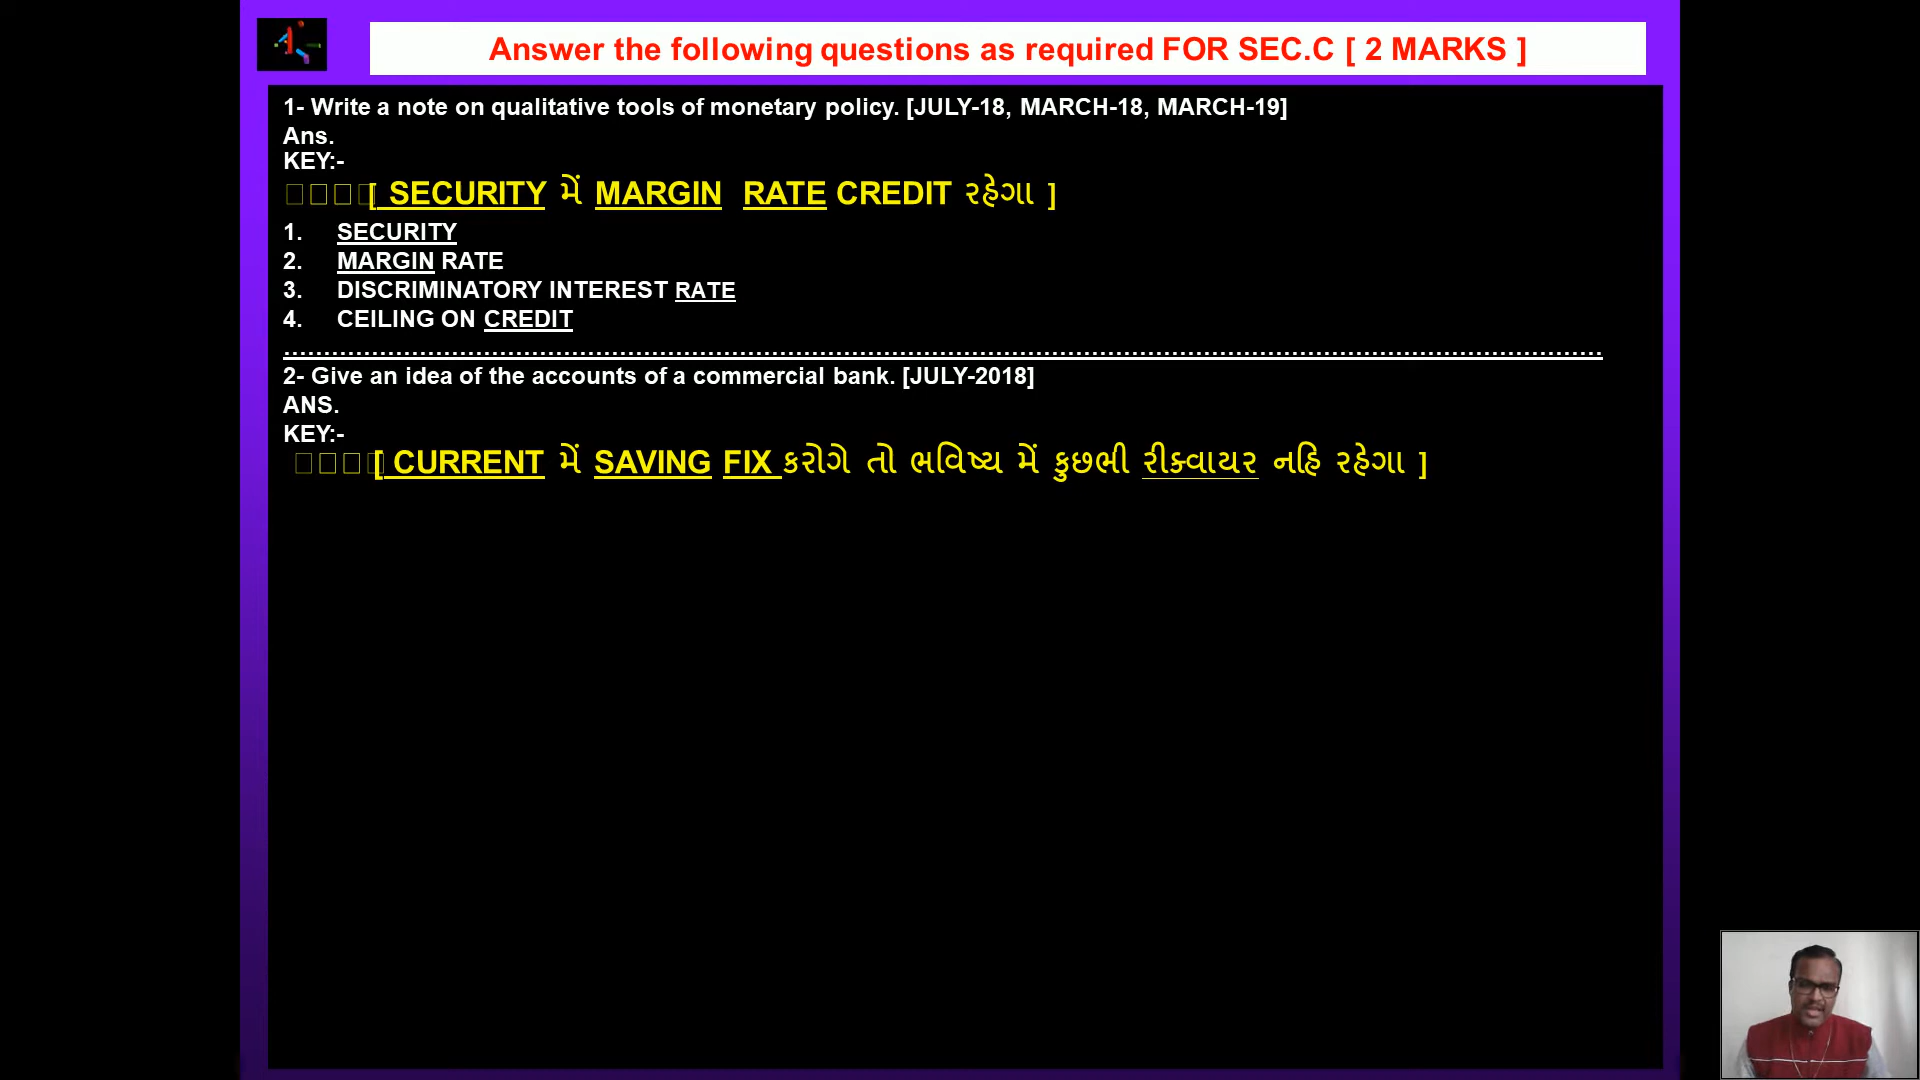 Answer the following questions as required FOR SEC.C [ 2 MARKS ]
1- Write a note on qualitative tools of monetary policy. [JULY-18, MARCH-18, MARCH-19]
Ans.
KEY:-
[ SECURITY મેં MARGIN RATE CREDIT રહેગા ]
1. SECURITY
2. MARGIN RATE
3. DISCRIMINATORY INTEREST RATE
4. CEILING ON CREDIT
2- Give an idea of the accounts of a commercial bank. [JULY-2018]
ANS.
KEY:-
[ CURRENT મેં SAVING FIX કરોગે તો ભવિષ્ય મેં કુછભી રીક્વાયર નહિ રહેગા ]